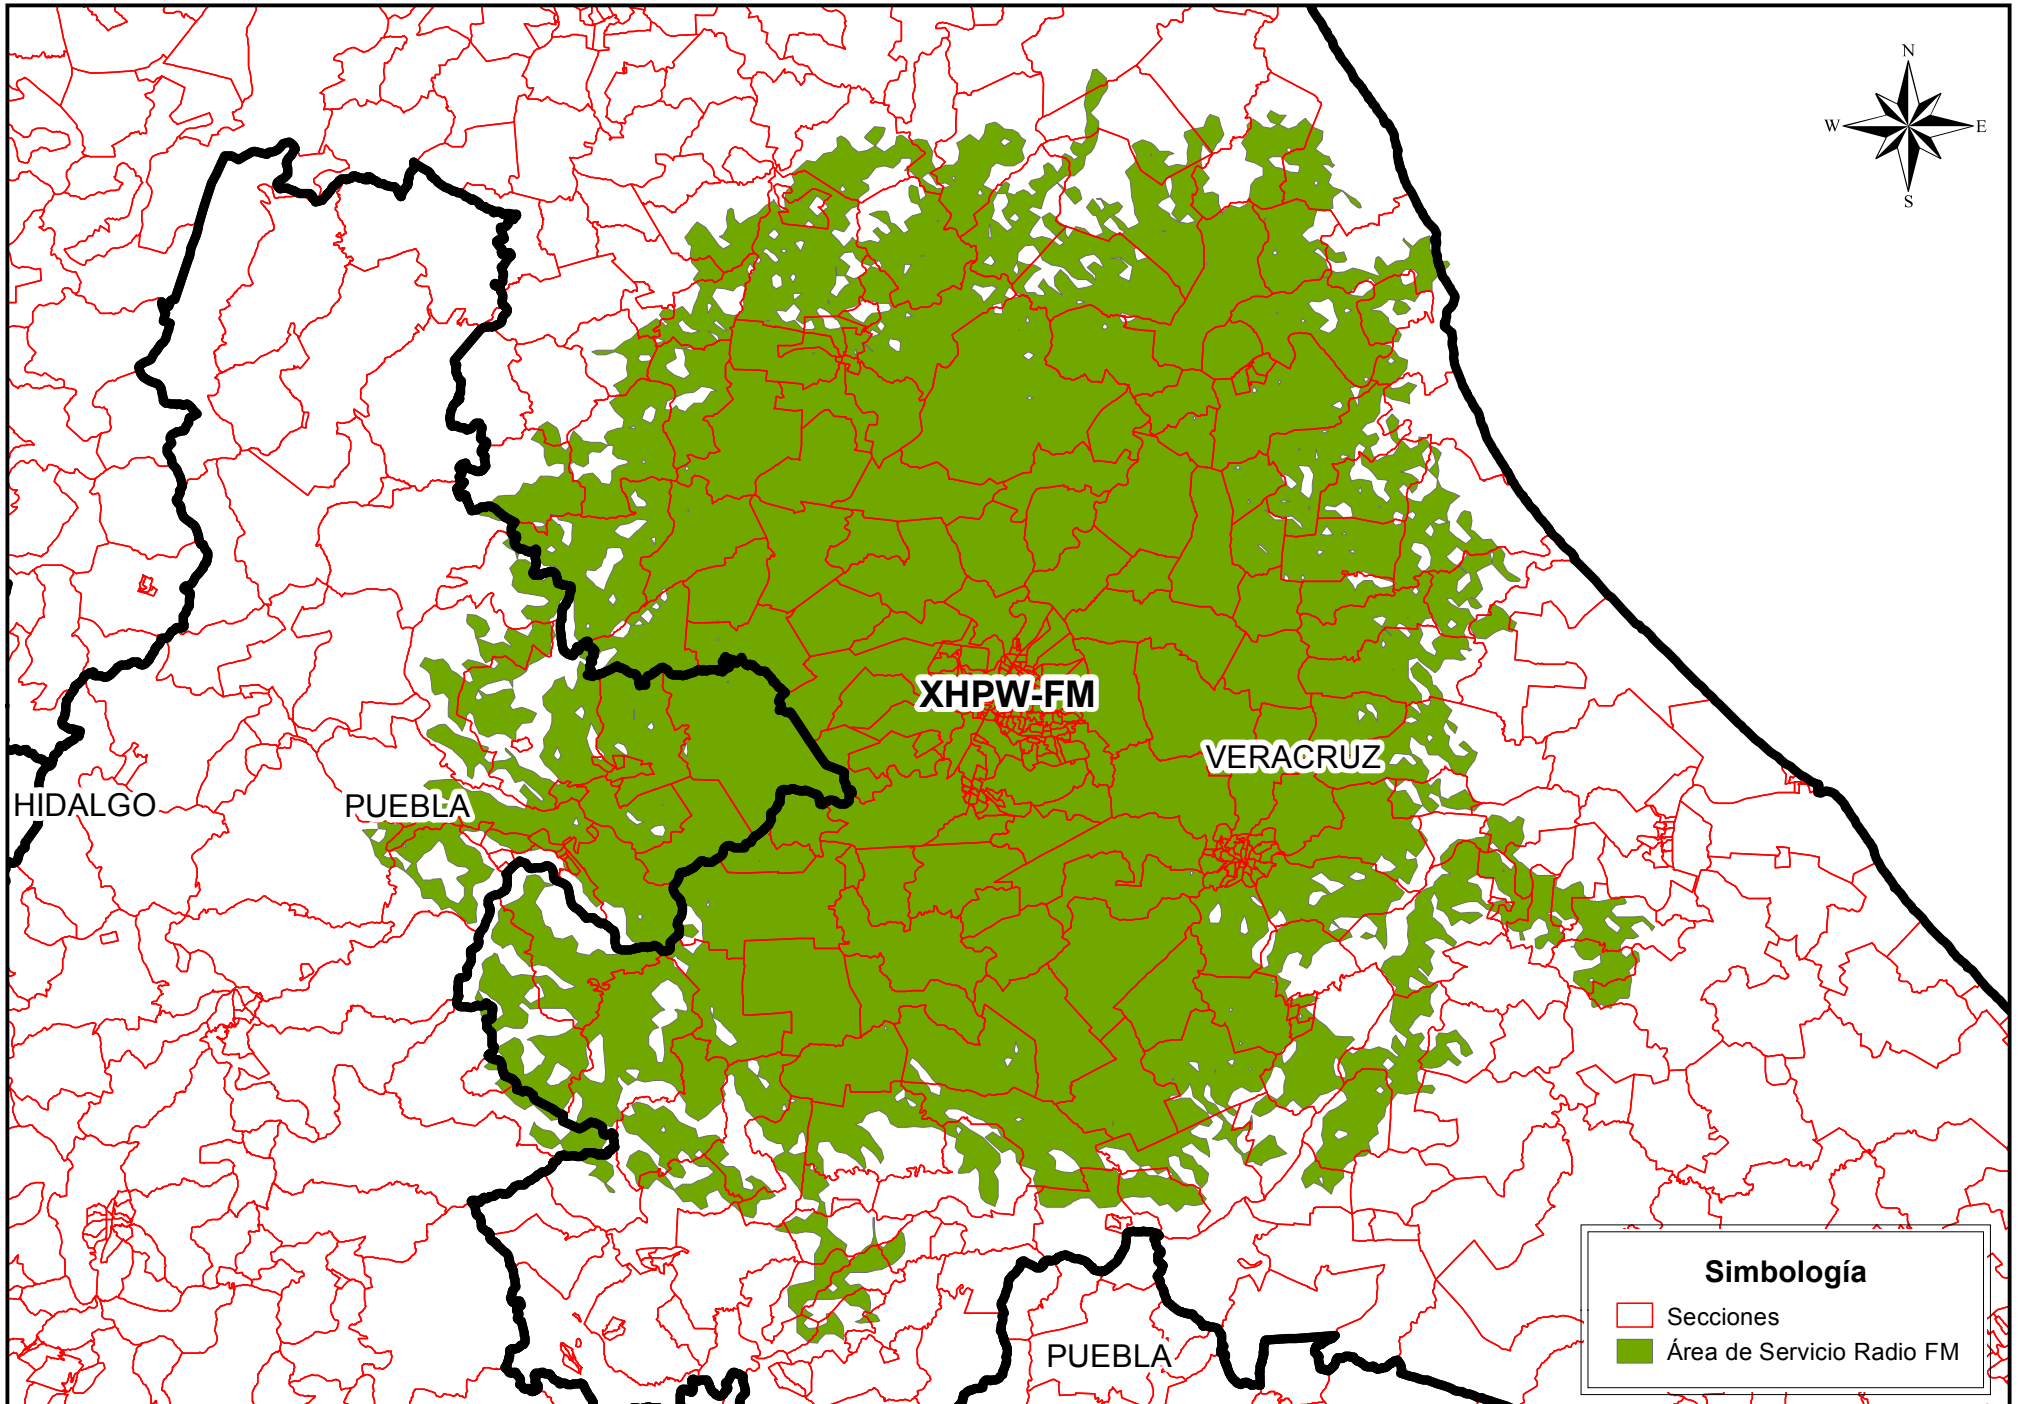 N
W E
S
XHPW-FM
VERACRUZ
HIDALGO
PUEBLA
PUEBLA
Simbología
Secciones
Área de Servicio Radio FM